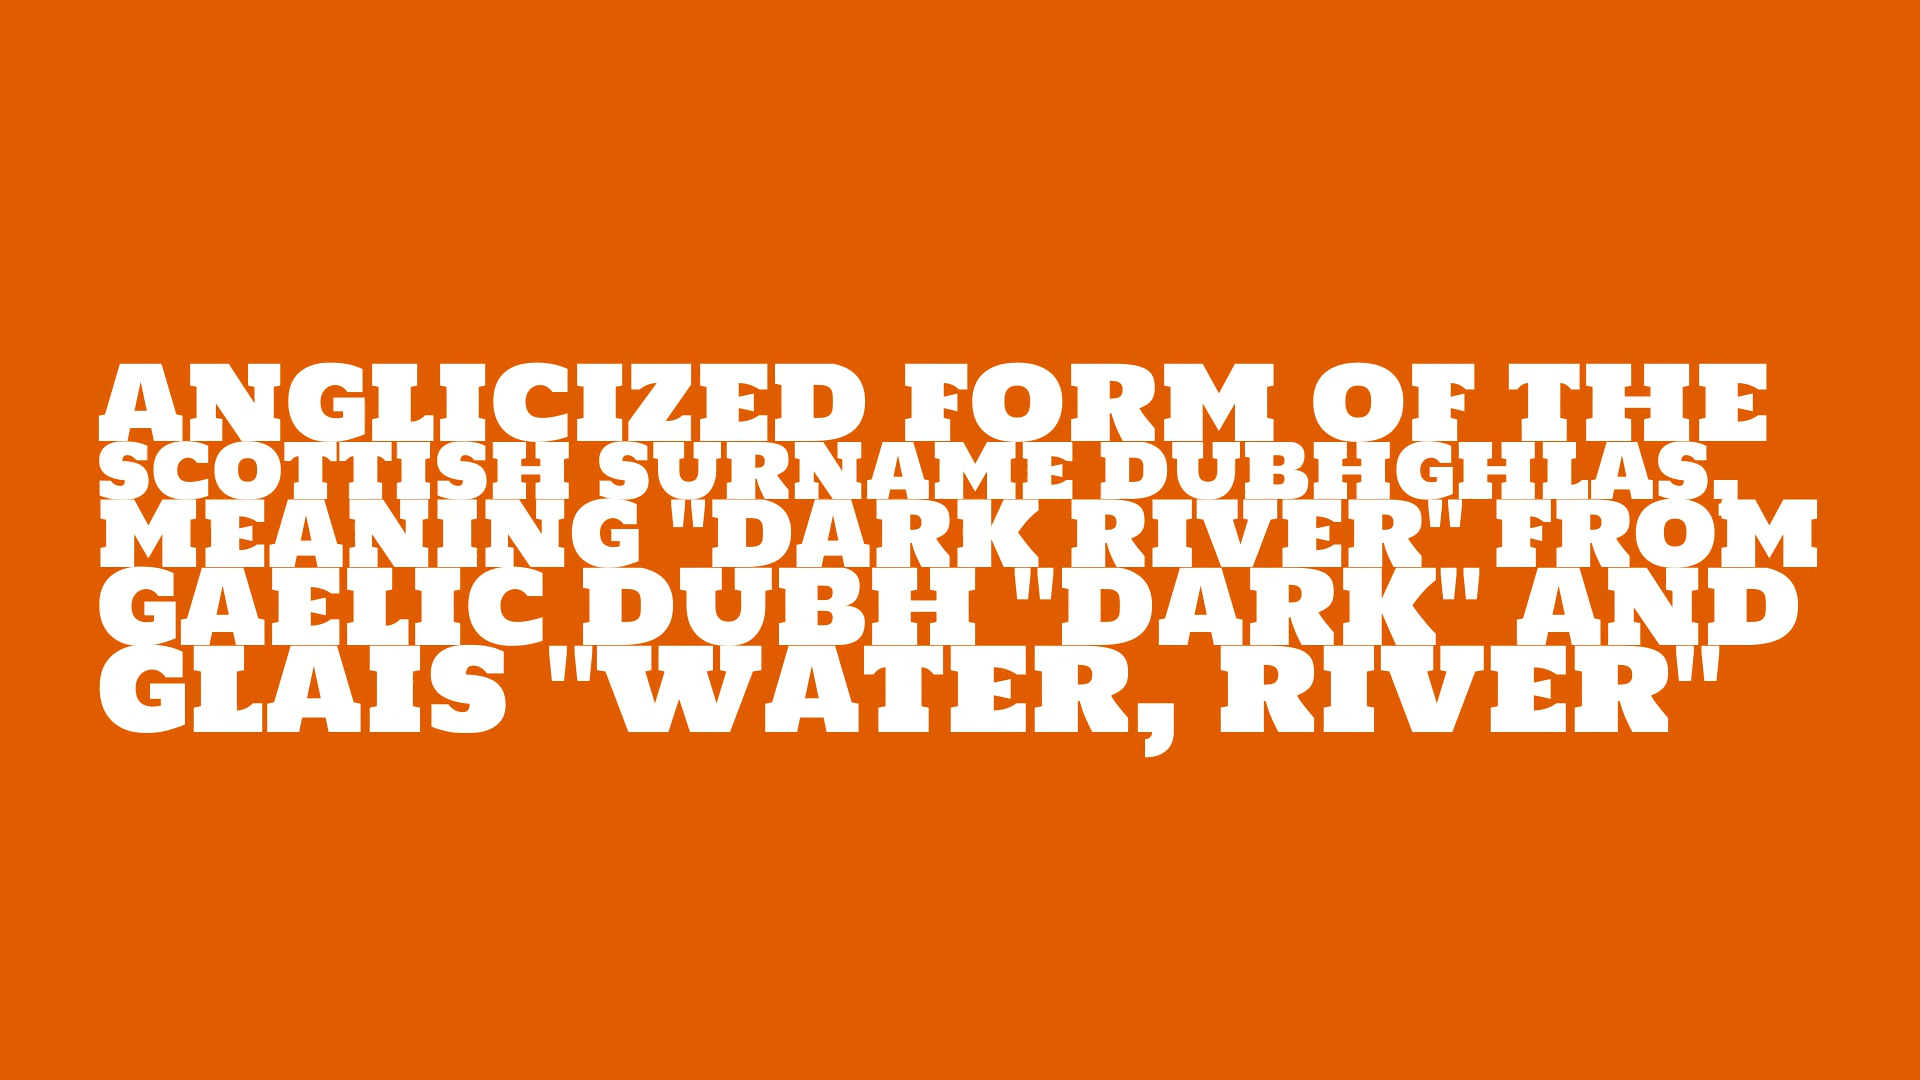 ANGLICIZED FORM OF THE
SCOTTISH SURNAME DUBHGHLAS,
MEANING "DARK RIVER" FROM
GAELIC DUBH "DARK" AND
GLAIS "WATER, RIVER"